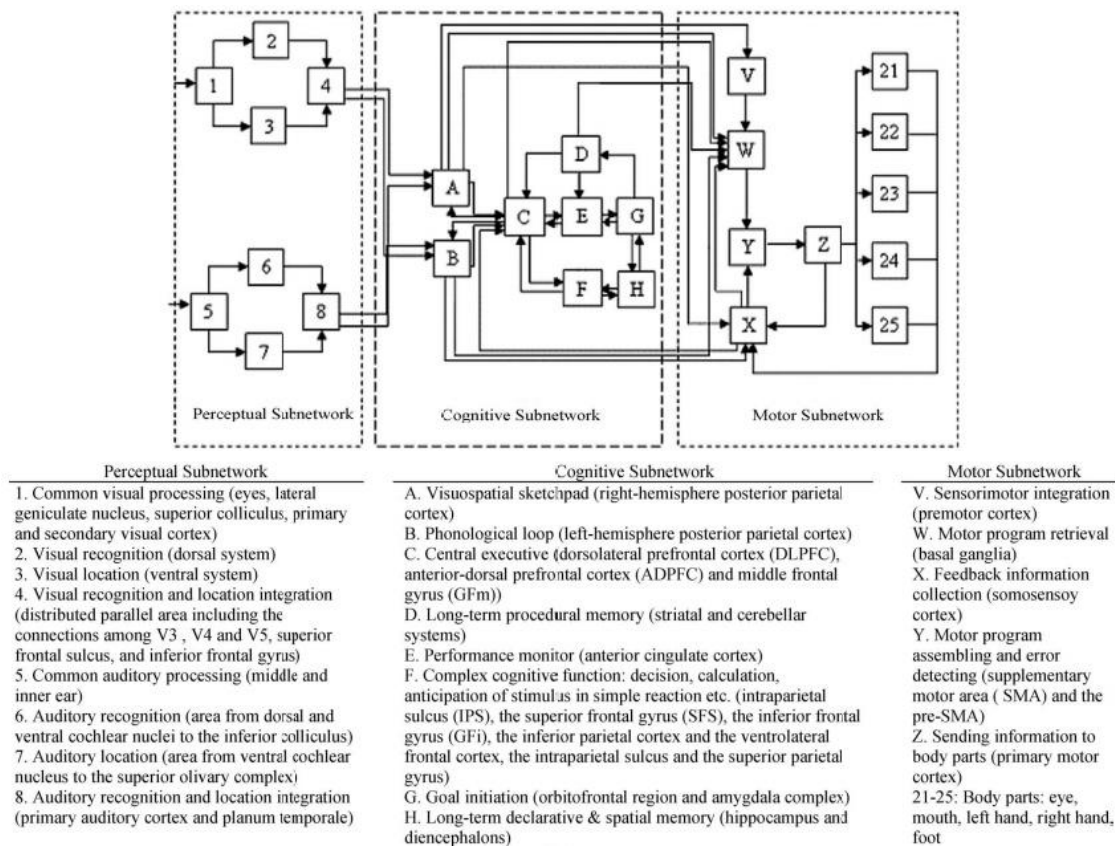 2
1
4
3
6
5
8
7
A
B
C
D
E
G
F
H
V
W
Y
Z
X
21
22
23
24
25
Perceptual Subnetwork
Cognitive Subnetwork
Motor Subnetwork
Perceptual Subnetwork
1. Common visual processing (eyes, lateral
geniculate nucleus, superior colliculus, primary
and secondary visual cortex)
2. Visual recognition (dorsal system)
3. Visual location (ventral system)
4. Visual recognition and location integration
(distributed parallel area including the
connections among V3 , V4 and V5, superior
frontal sulcus, and inferior frontal gyrus)
5. Common auditory processing (middle and
inner ear)
6. Auditory recognition (area from dorsal and
ventral cochlear nuclei to the inferior colliculus)
7. Auditory location (area from ventral cochlear
nucleus to the superior olivary complex)
8. Auditory recognition and location integration
(primary auditory cortex and planum temporale)
Cognitive Subnetwork
A. Visuospatial sketchpad (right-hemisphere posterior parietal
cortex)
B. Phonological loop (left-hemisphere posterior parietal cortex)
C. Central executive (dorsolateral prefrontal cortex (DLPFC),
anterior-dorsal prefrontal cortex (ADPFC) and middle frontal
gyrus (GFm))
D. Long-term procedural memory (striatal and cerebellar
systems)
E. Performance monitor (anterior cingulate cortex)
F. Complex cognitive function: decision, calculation,
anticipation of stimulus in simple reaction etc. (intraparietal
sulcus (IPS), the superior frontal gyrus (SFS), the inferior frontal
gyrus (GFi), the inferior parietal cortex and the ventrolateral
frontal cortex, the intraparietal sulcus and the superior parietal
gyrus)
G. Goal initiation (orbitofrontal region and amygdala complex)
H. Long-term declarative & spatial memory (hippocampus and
diencephalons)
Motor Subnetwork
V. Sensorimotor integration
(premotor cortex)
W. Motor program retrieval
(basal ganglia)
X. Feedback information
collection (somosensoy
cortex)
Y. Motor program
assembling and error
detecting (supplementary
motor area ( SMA) and the
pre-SMA)
Z. Sending information to
body parts (primary motor
cortex)
21-25: Body parts: eye,
mouth, left hand, right hand,
foot